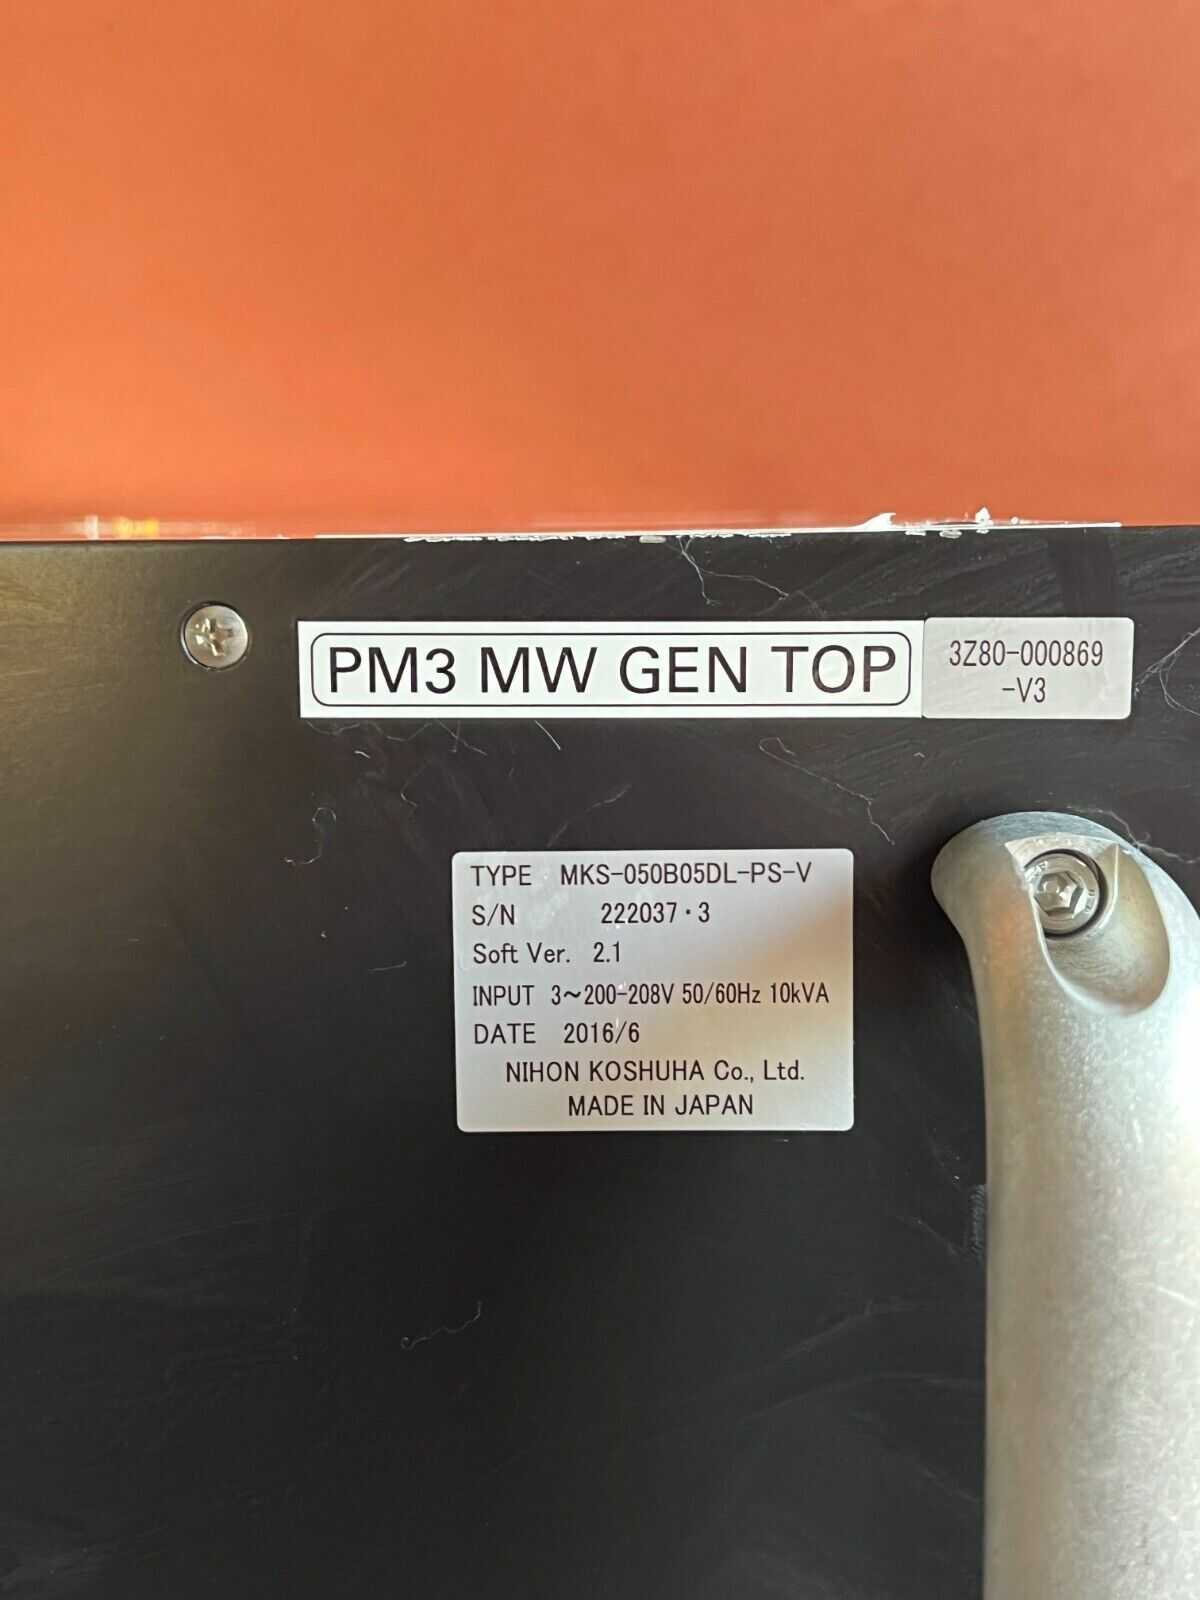 PM3 MW GEN TOP
3Z80-000869
-V3
TYPE MKS-050B05DL-PS-V
S/N 222037・3
Soft Ver. 2.1
INPUT 3～200-208V 50/60Hz 10kVA
DATE 2016/6
NIHON KOSHUHA Co., Ltd.
MADE IN JAPAN